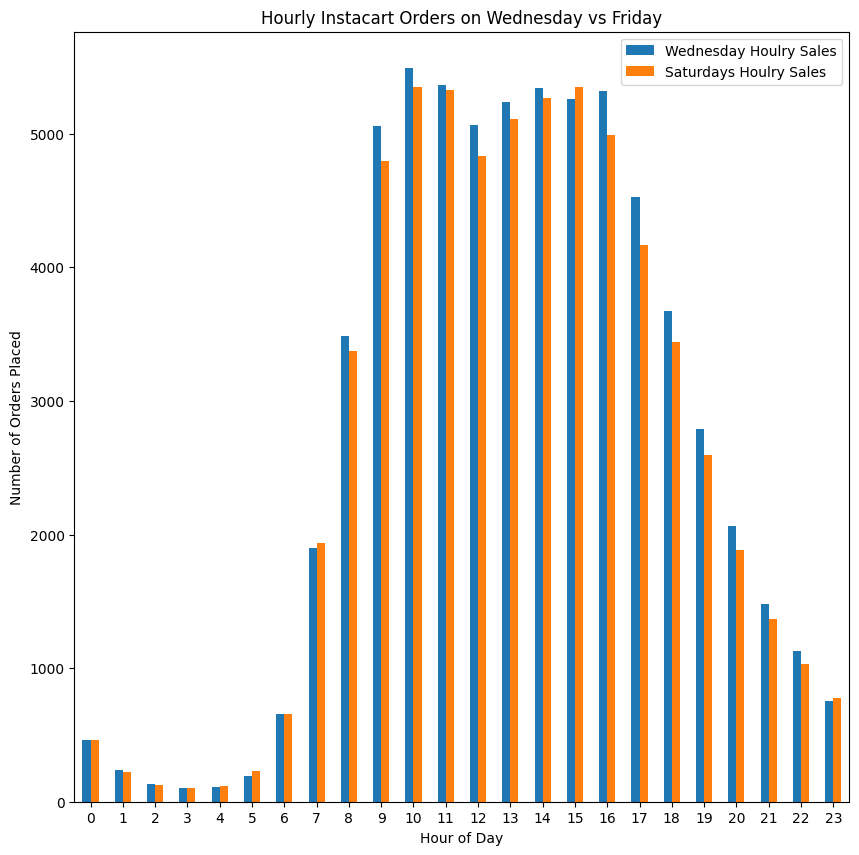 Hourly Instacart Orders on Wednesday vs Friday
Wednesday Houlry Sales
Saturdays Houlry Sales
Number of Orders Placed
5000
4000
3000
2000
1000
0
0 1 2 3 4 5 6 7 8 9 10 11 12 13 14 15 16 17 18 19 20 21 22 23
Hour of Day